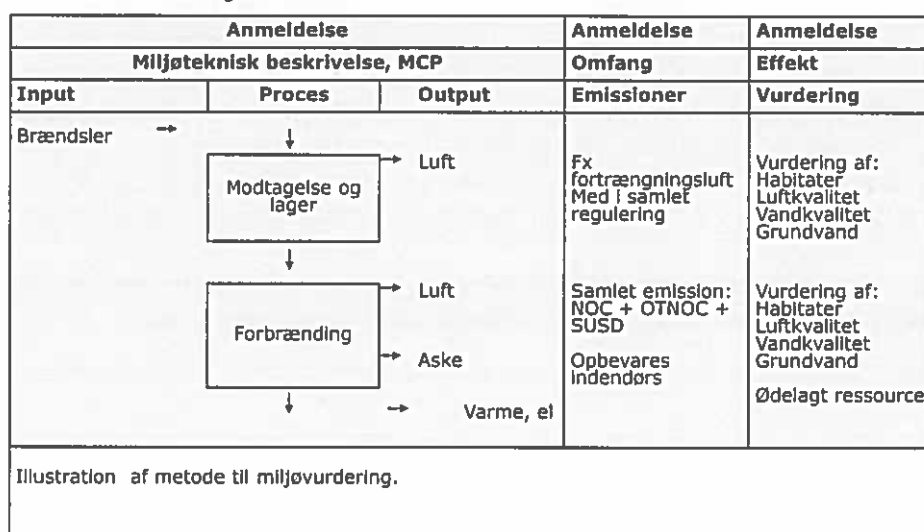 Anmeldelse Anmeldelse Anmeldelse
Miljøteknisk beskrivelse, MCP Omfang Effekt
Input Proces Output Emissioner Vurdering
Brændsler
Modtagelse og
lager
Luft
Fx
fortrængningsluft
Med i samlet
regulering
Vurdering af:
Habitater
Luftkvalitet
Vandkvalitet
Grundvand
Forbrænding
Luft
Aske
Samlet emission:
NOC + OTNOC +
SUSD
Opbevares
indendørs
Vurdering af:
Habitater
Luftkvalitet
Vandkvalitet
Grundvand
Ødelagt ressource
Varme, el
Illustration af metode til miljøvurdering.